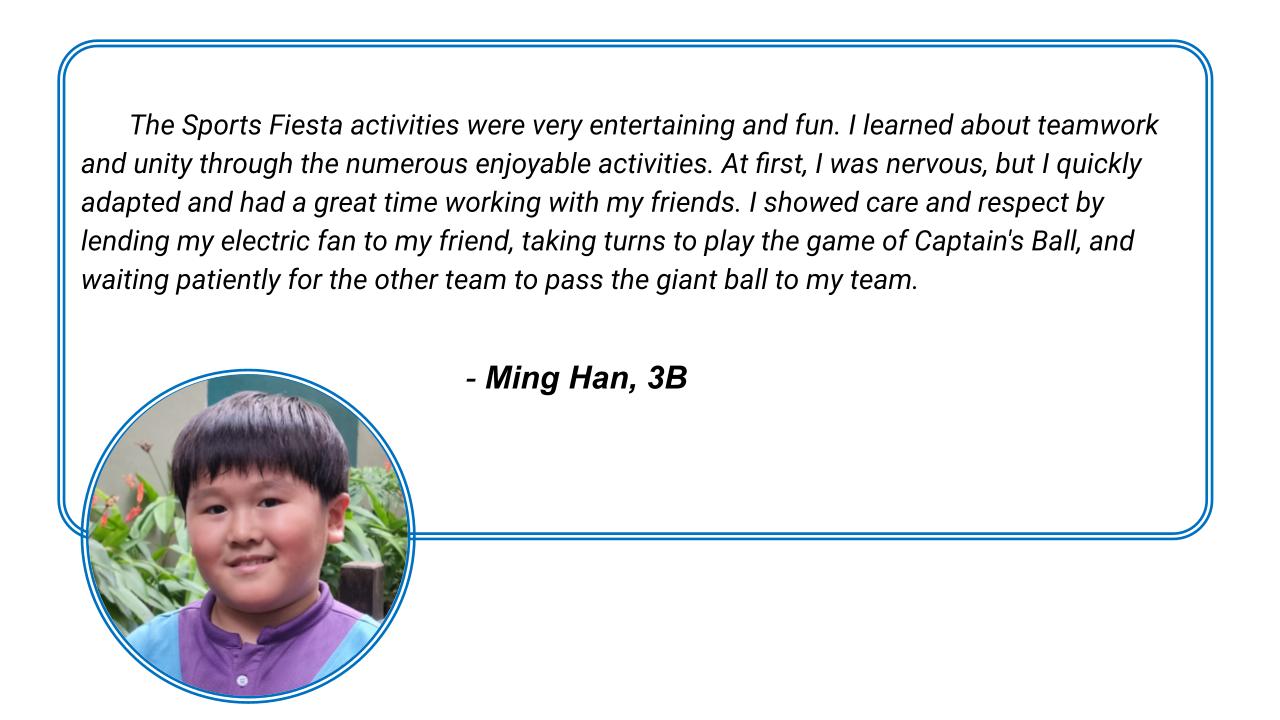 The Sports Fiesta activities were very entertaining and fun. I learned about teamwork
and unity through the numerous enjoyable activities. At first, I was nervous, but I quickly
adapted and had a great time working with my friends. I showed care and respect by
lending my electric fan to my friend, taking turns to play the game of Captain's Ball, and
waiting patiently for the other team to pass the giant ball to my team.
- Ming Han, 3B